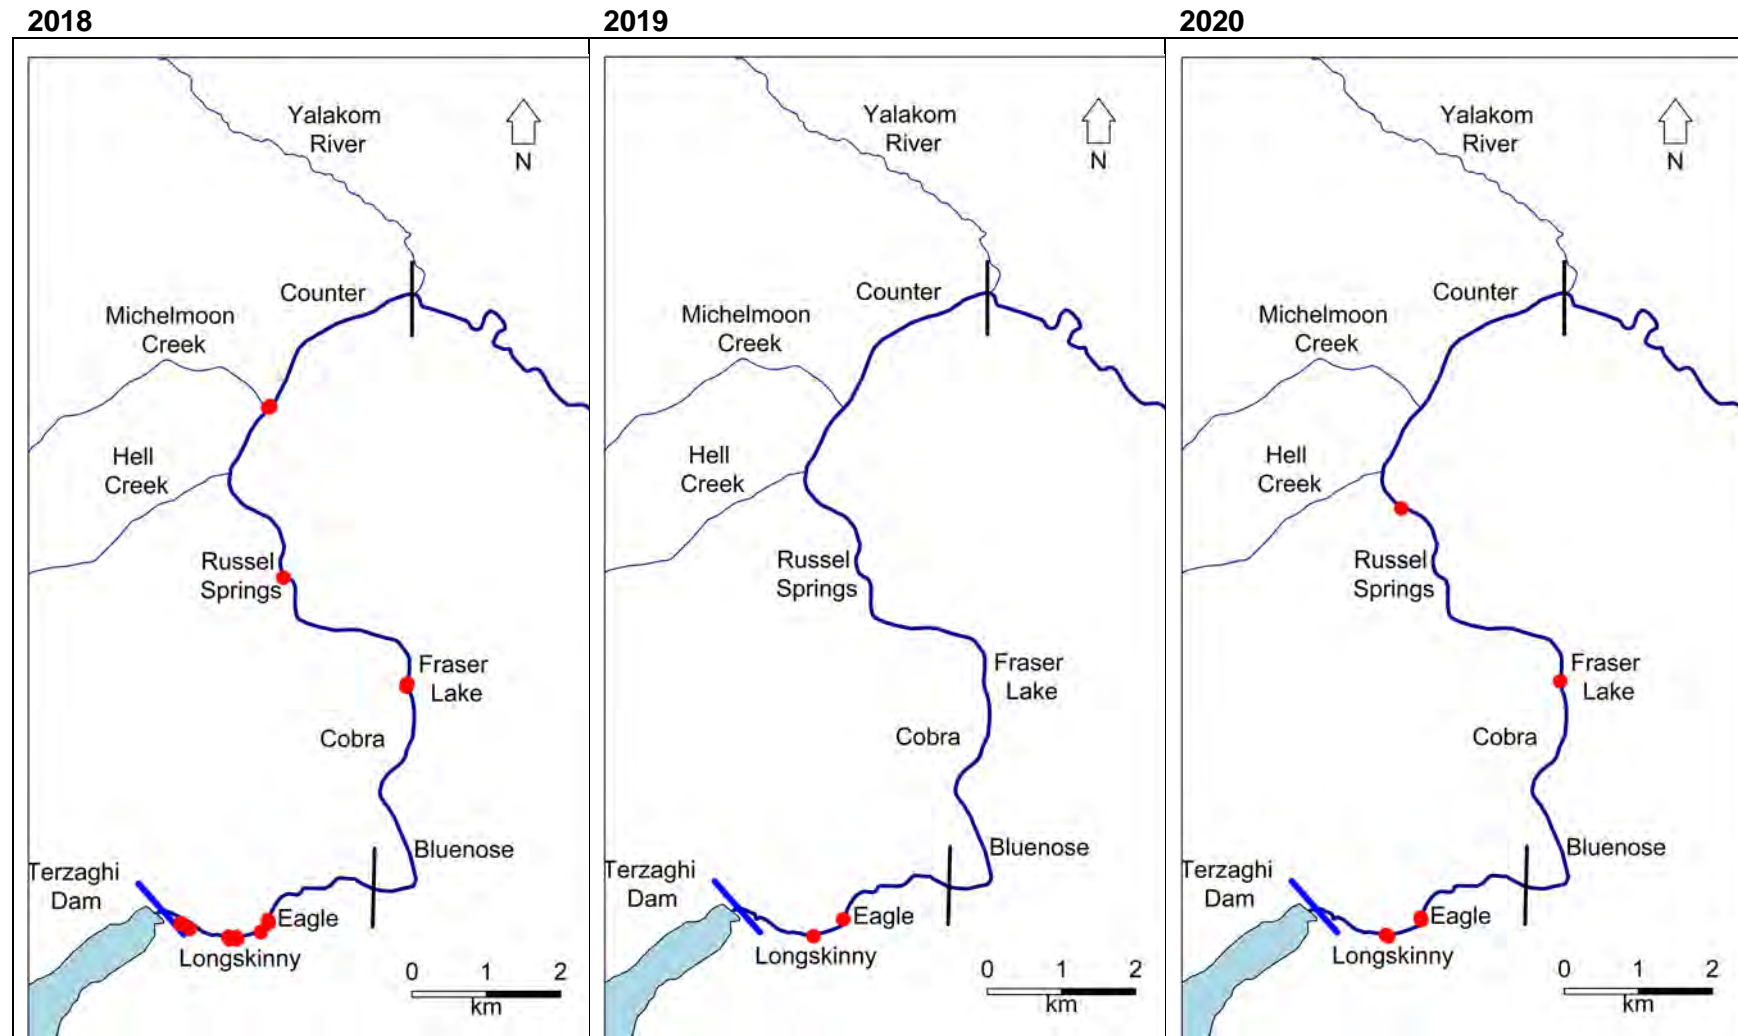 2018
Yalakom
River
N
Counter
Michelmoon
Creek
Hell
Creek
Russel
Springs
Fraser
Lake
Cobra
Bluenose
Terzaghi
Dam
Eagle
Longskinny
0 1 2
km
2019
Yalakom
River
N
Counter
Michelmoon
Creek
Hell
Creek
Russel
Springs
Fraser
Lake
Cobra
Bluenose
Terzaghi
Dam
Eagle
Longskinny
0 1 2
km
2020
Yalakom
River
N
Counter
Michelmoon
Creek
Hell
Creek
Russel
Springs
Fraser
Lake
Cobra
Bluenose
Terzaghi
Dam
Eagle
Longskinny
0 1 2
km